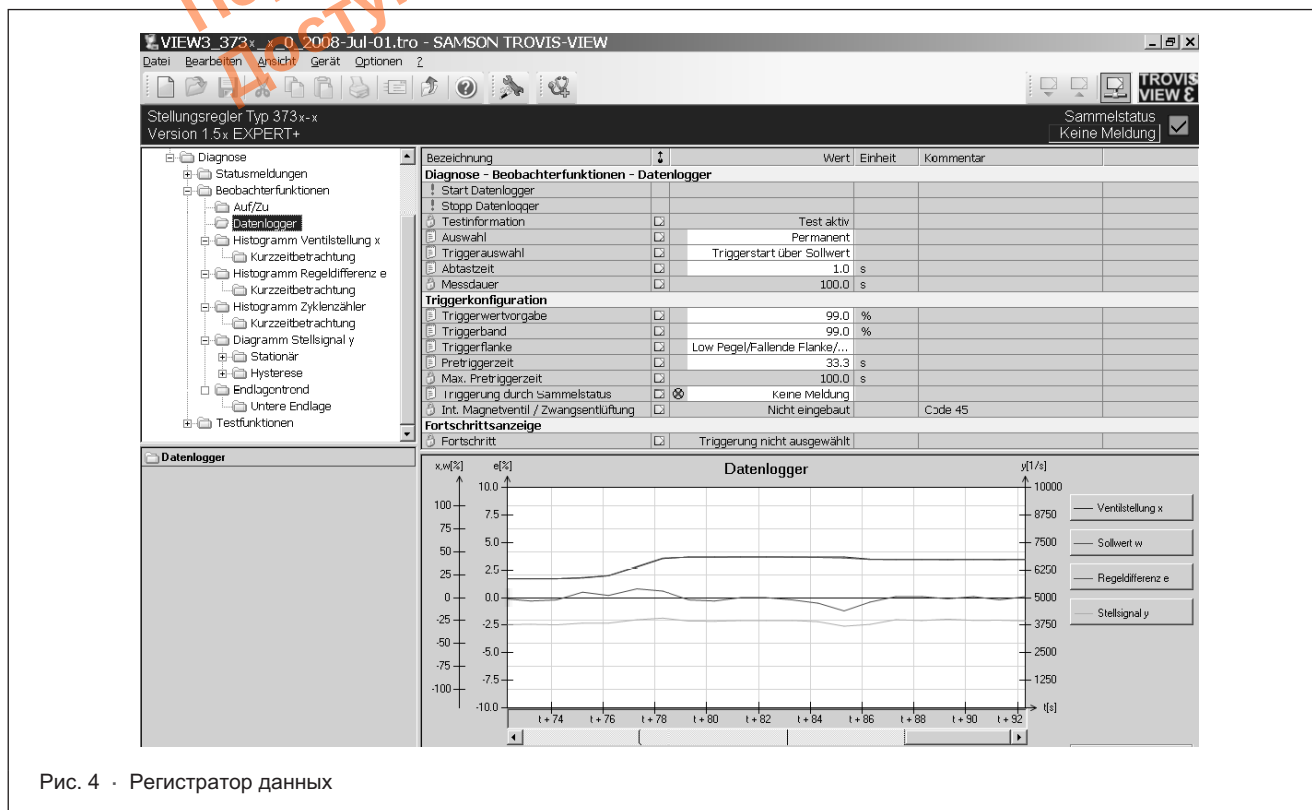 VIEW3_373x_x_0_2008-Jul-01.tro - SAMSON TROVIS-VIEW
Datei Bearbeiten Ansicht Gerät Optionen ?
TROVIS
VIEW 3
Stellungsregler Typ 373x-x
Version 1.5x EXPERT+
Sammelstatus
Keine Meldung
Diagnose
Statusmeldungen
Beobachterfunktionen
Auf/Zu
Datenlogger
Histogramm Ventilstellung x
Kurzzeitbetrachtung
Histogramm Regeldifferenz e
Kurzzeitbetrachtung
Histogramm Zyklenzähler
Kurzzeitbetrachtung
Diagramm Stellsignal y
Stationär
Hysterese
Endlagentrend
Untere Endlage
Testfunktionen
Datenlogger
Bezeichnung Wert Einheit Kommentar
Diagnose - Beobachterfunktionen - Datenlogger
! Start Datenlogger
! Stopp Datenlogger
Testinformation Test aktiv
Auswahl Permanent
Triggerauswahl Triggerstart über Sollwert
Abtastzeit 1.0 s
Messdauer 100.0 s
Triggerkonfiguration
Triggerwertvorgabe 99.0 %
Triggerband 99.0 %
Triggerflanke Low Pegel/Fallende Flanke/...
Pretriggerzeit 33.3 s
Max. Pretriggerzeit 100.0 s
Triggerung durch Sammelstatus Keine Meldung
Int. Magnetventil / Zwangsentlüftung Nicht eingebaut Code 45
Fortschrittsanzeige
Fortschritt Triggerung nicht ausgewählt
x,w[%] e[%] Datenlogger y[1/s]
10.0 10000
100 7.5 8750
75
5.0 7500
50
25 2.5 6250
0 0.0 5000
-25 -2.5 3750
-50
-5.0 2500
-75
-7.5 1250
-100
-10.0 t[s]
t + 74 t + 76 t + 78 t + 80 t + 82 t + 84 t + 86 t + 88 t + 90 t + 92
Ventilstellung x
Sollwert w
Regeldifferenz e
Stellsignal y
Рис. 4 · Регистратор данных